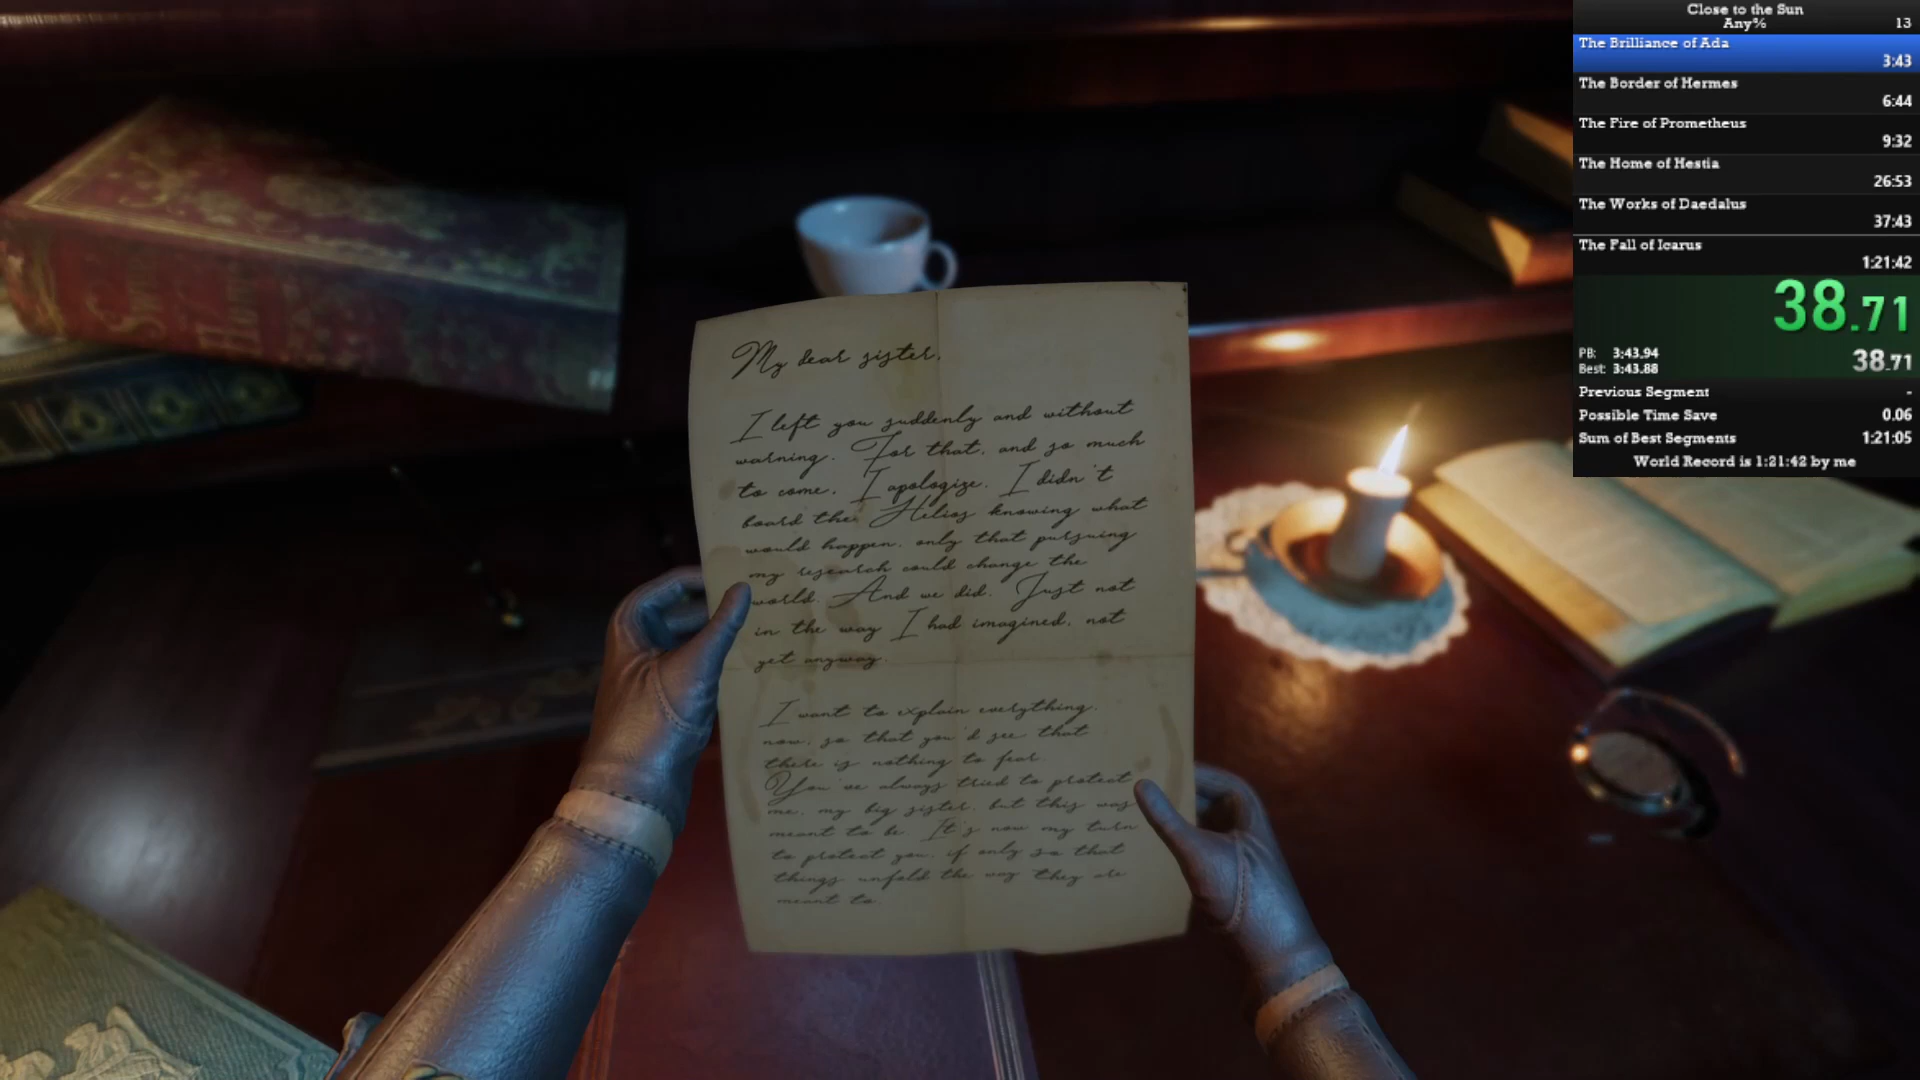 My dear sister,
I left you suddenly and without
warning. For that, and so much
to come, I apologize. I didn't
board the Helios knowing what
would happen, only that pursuing
my research could change the
world. And we did. Just not
in the way I had imagined, not
yet anyway.
I want to explain everything
now, so that you'd see that
there is nothing to fear.
You've always tried to protect
me, my big sister, but this was
meant to be. It's now my turn
to protect you, if only so that
things unfold the way they are
meant to.
Close to the Sun
Any%
13
The Brilliance of Ada
3:43
The Border of Hermes
6:44
The Fire of Prometheus
9:32
The Home of Hestia
26:53
The Works of Daedalus
37:43
The Fall of Icarus
1:21:42
38.71
PB: 3:43.94
Best: 3:43.88
38.71
Previous Segment -
Possible Time Save 0.06
Sum of Best Segments 1:21:05
World Record is 1:21:42 by me